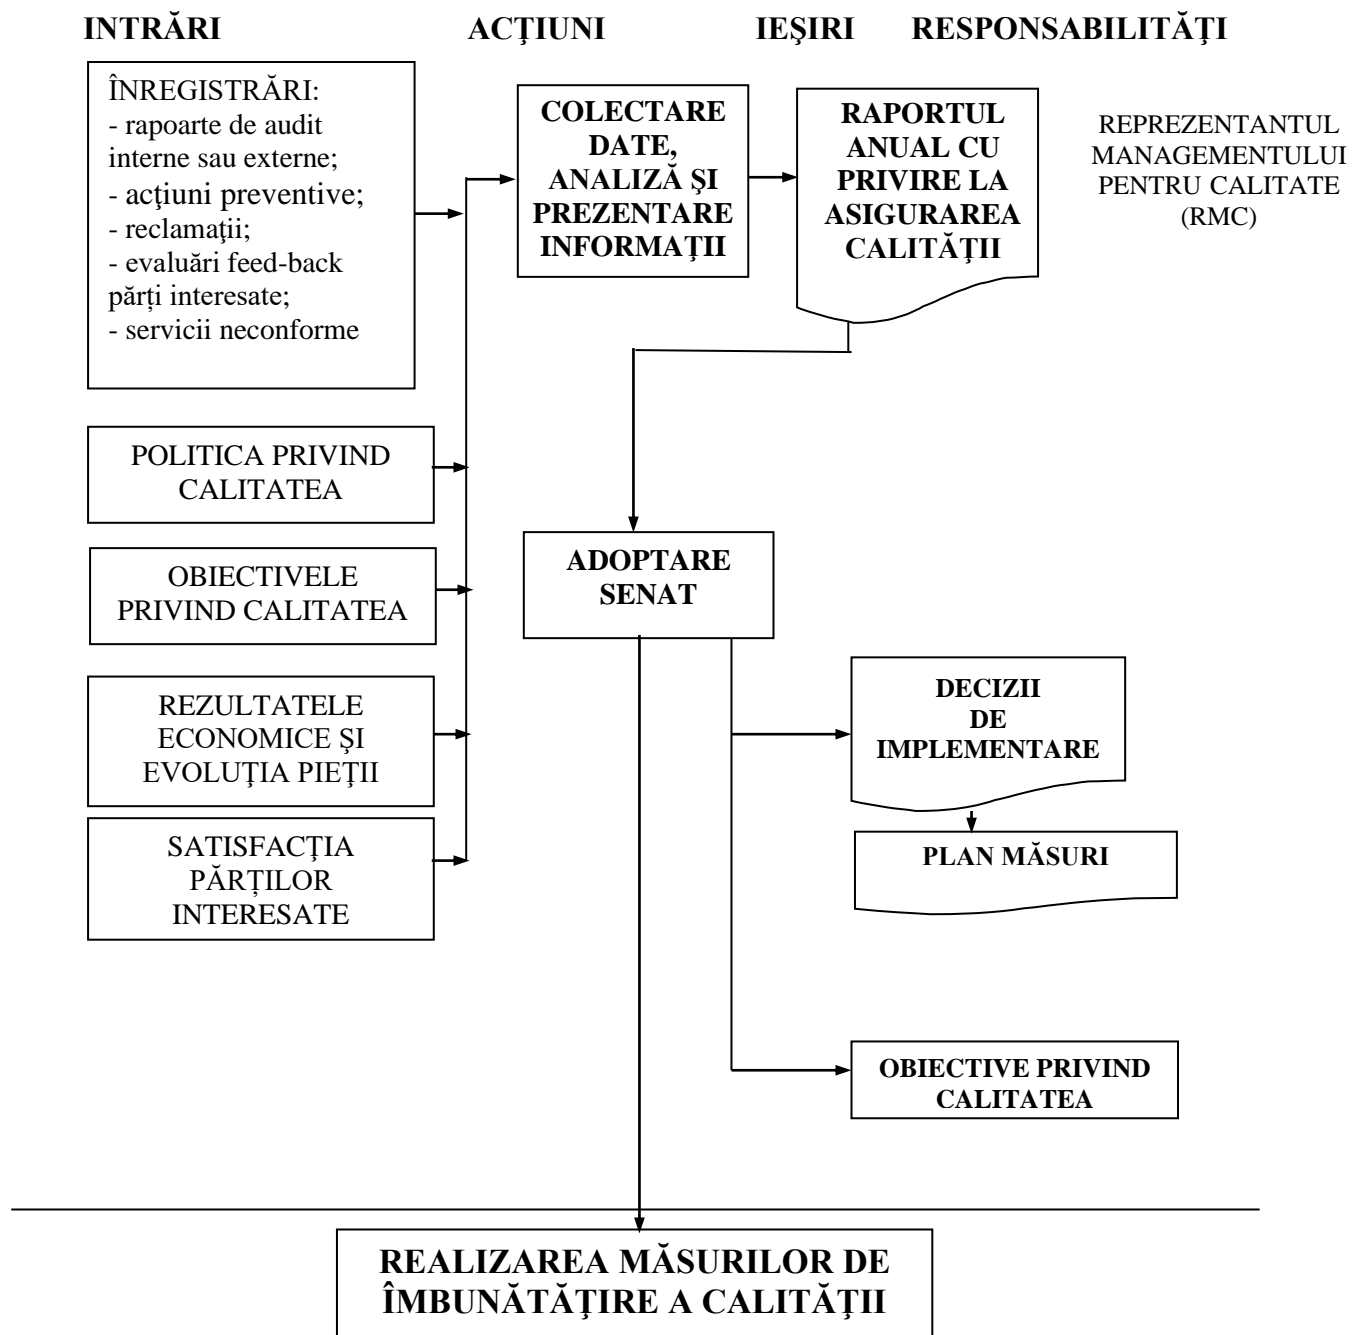 INTRĂRI ACŢIUNI IEŞIRI RESPONSABILITĂŢI
ÎNREGISTRĂRI:
- rapoarte de audit
interne sau externe;
- acţiuni preventive;
- reclamaţii;
- evaluări feed-back
părți interesate;
- servicii neconforme
COLECTARE
DATE,
ANALIZĂ ŞI
PREZENTARE
INFORMAŢII
RAPORTUL
ANUAL CU
PRIVIRE LA
ASIGURAREA
CALITĂŢII
REPREZENTANTUL
MANAGEMENTULUI
PENTRU CALITATE
(RMC)
POLITICA PRIVIND
CALITATEA
OBIECTIVELE
PRIVIND CALITATEA
REZULTATELE
ECONOMICE ŞI
EVOLUŢIA PIEŢII
SATISFACŢIA
PĂRȚILOR
INTERESATE
ADOPTARE
SENAT
DECIZII
DE
IMPLEMENTARE
PLAN MĂSURI
OBIECTIVE PRIVIND
CALITATEA
REALIZAREA MĂSURILOR DE
ÎMBUNĂTĂŢIRE A CALITĂŢII